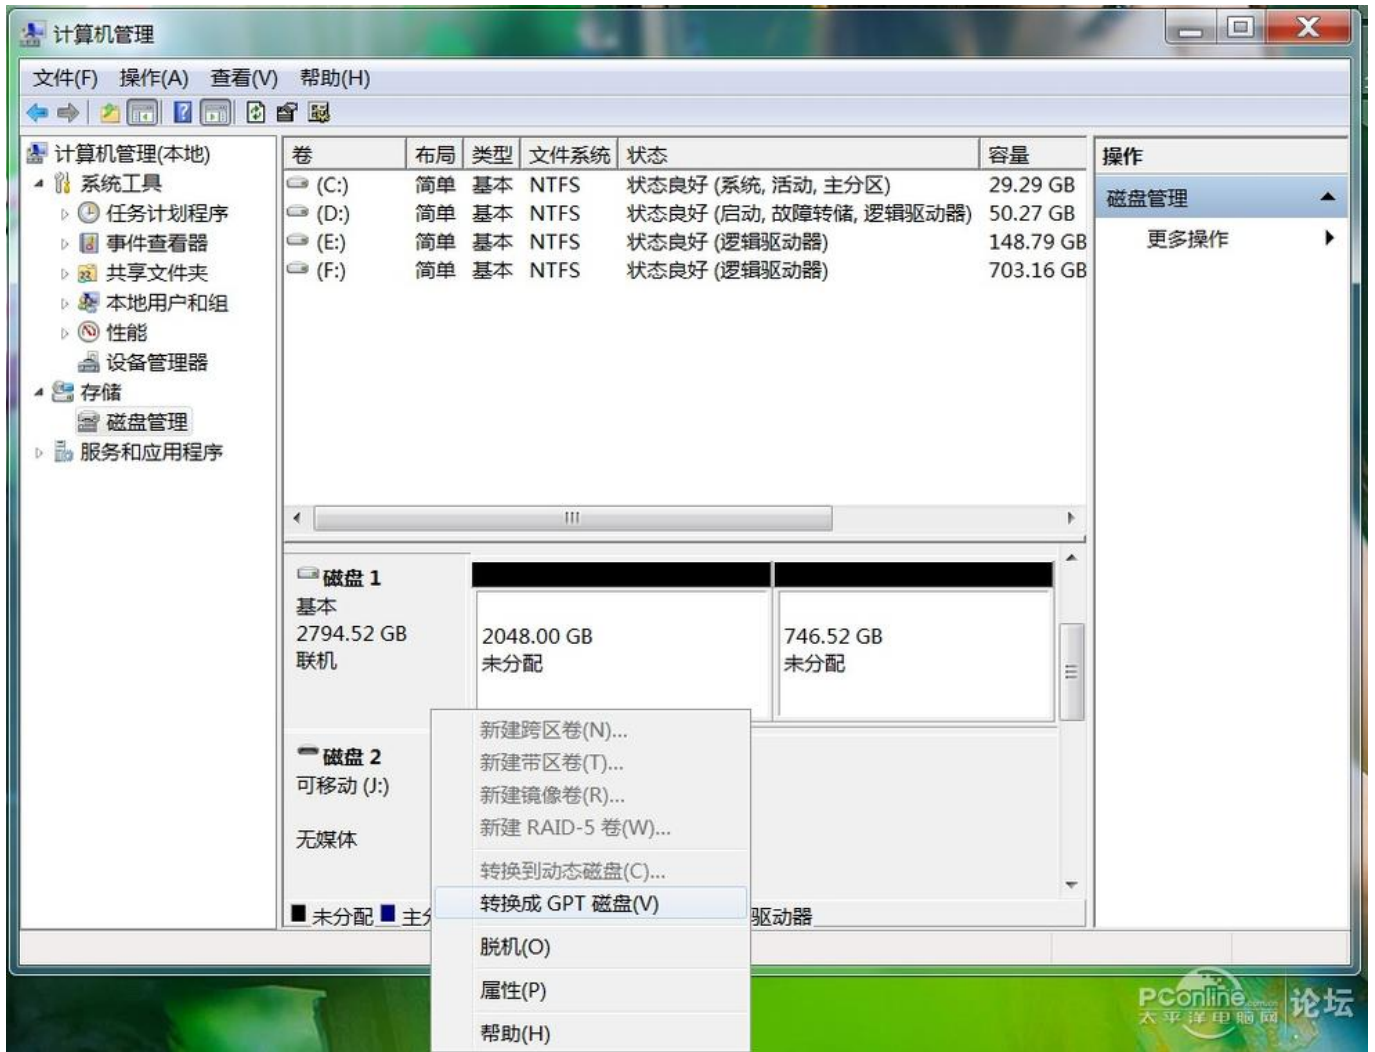 计算机管理
文件(F) 操作(A) 查看(V) 帮助(H)
计算机管理(本地)
系统工具
任务计划程序
事件查看器
共享文件夹
本地用户和组
性能
设备管理器
存储
磁盘管理
服务和应用程序
卷 布局 类型 文件系统 状态 容量
(C:) 简单 基本 NTFS 状态良好 (系统, 活动, 主分区) 29.29 GB
(D:) 简单 基本 NTFS 状态良好 (启动, 故障转储, 逻辑驱动器) 50.27 GB
(E:) 简单 基本 NTFS 状态良好 (逻辑驱动器) 148.79 GB
(F:) 简单 基本 NTFS 状态良好 (逻辑驱动器) 703.16 GB
操作
磁盘管理
更多操作
磁盘 1
基本
2794.52 GB
联机
2048.00 GB
未分配
746.52 GB
未分配
磁盘 2
可移动 (J:)
无媒体
未分配 主分 驱动器
新建跨区卷(N)...
新建带区卷(T)...
新建镜像卷(R)...
新建 RAID-5 卷(W)...
转换到动态磁盘(C)...
转换成 GPT 磁盘(V)
脱机(O)
属性(P)
帮助(H)
PConline.com.cn 论坛
太平洋电脑网